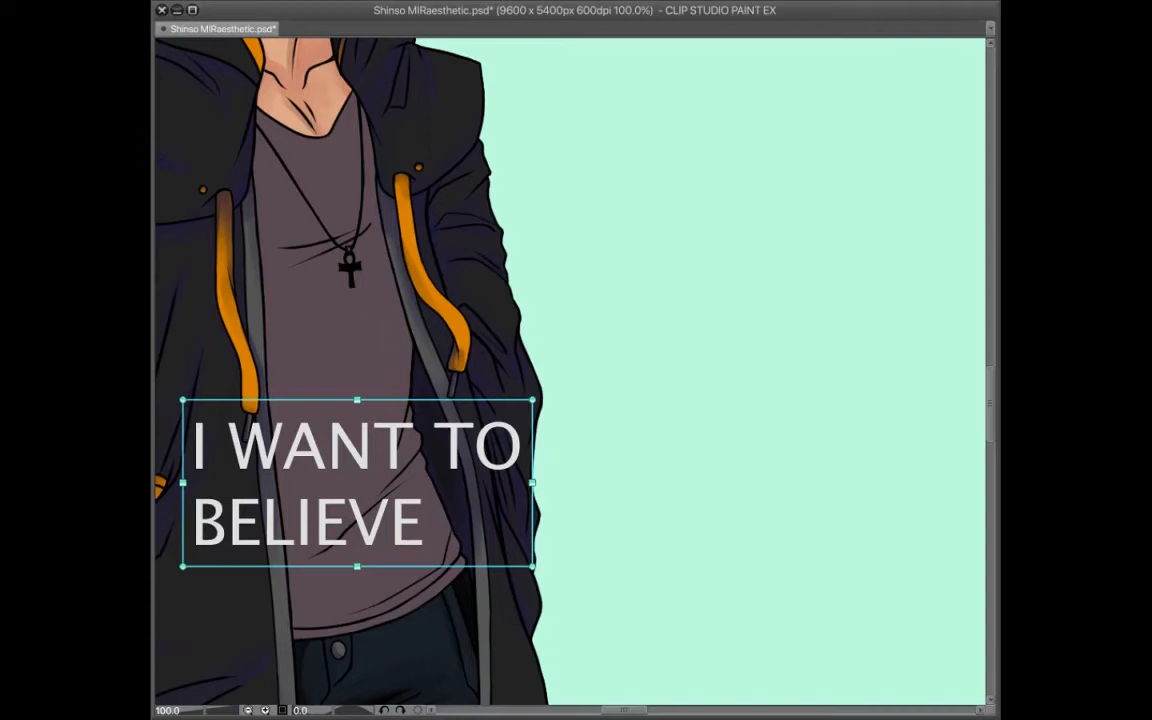 Shinso MIRaesthetic.psd* (9600 x 5400px 600dpi 100.0%) - CLIP STUDIO PAINT EX
Shinso MIRaesthetic.psd*
I WANT TO
BELIEVE
100.0
0.0